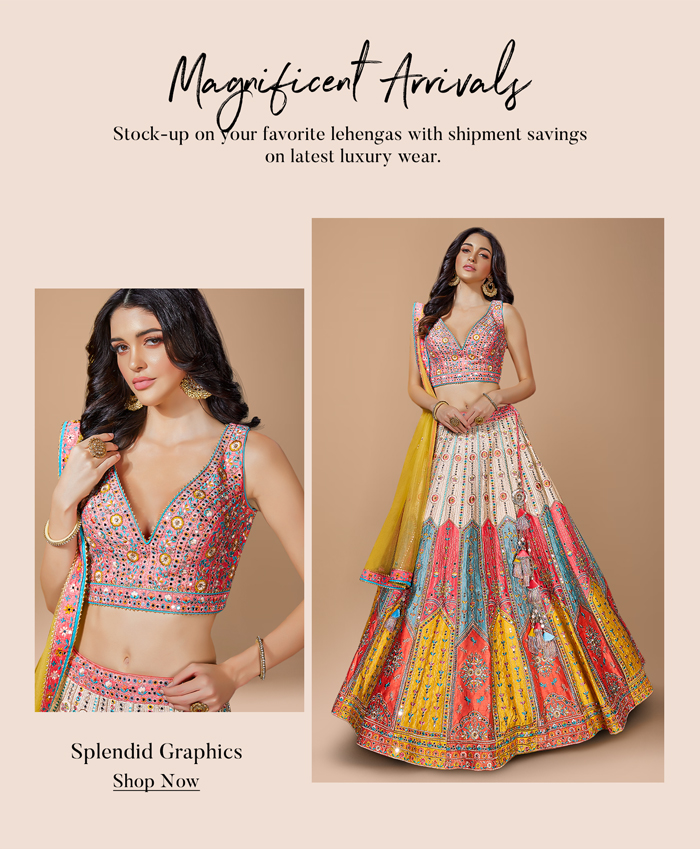 Magnificent Arrivals
Stock-up on your favorite lehengas with shipment savings
on latest luxury wear.
Splendid Graphics
Shop Now